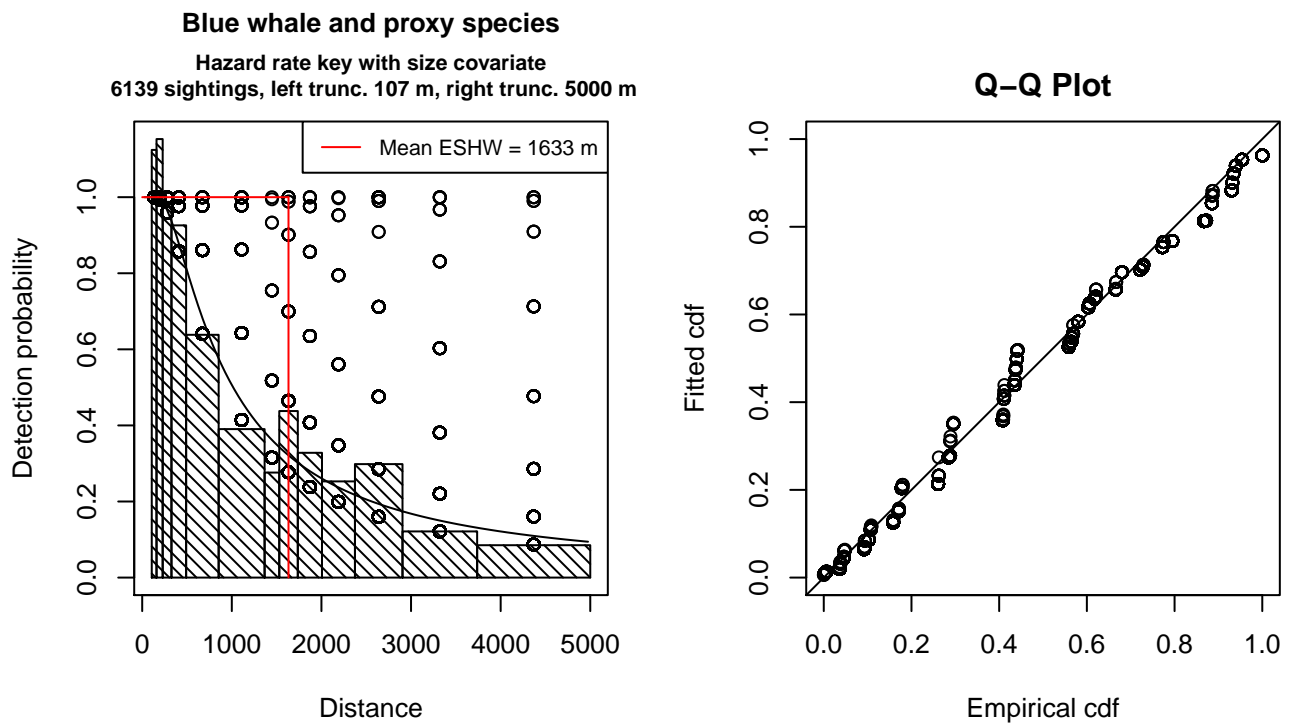 Blue whale and proxy species
Hazard rate key with size covariate
6139 sightings, left trunc. 107 m, right trunc. 5000 m
Mean ESHW = 1633 m
Detection probability
0.0 0.2 0.4 0.6 0.8 1.0
0 1000 2000 3000 4000 5000
Distance
Q−Q Plot
Fitted cdf
0.0 0.2 0.4 0.6 0.8 1.0
0.0 0.2 0.4 0.6 0.8 1.0
Empirical cdf